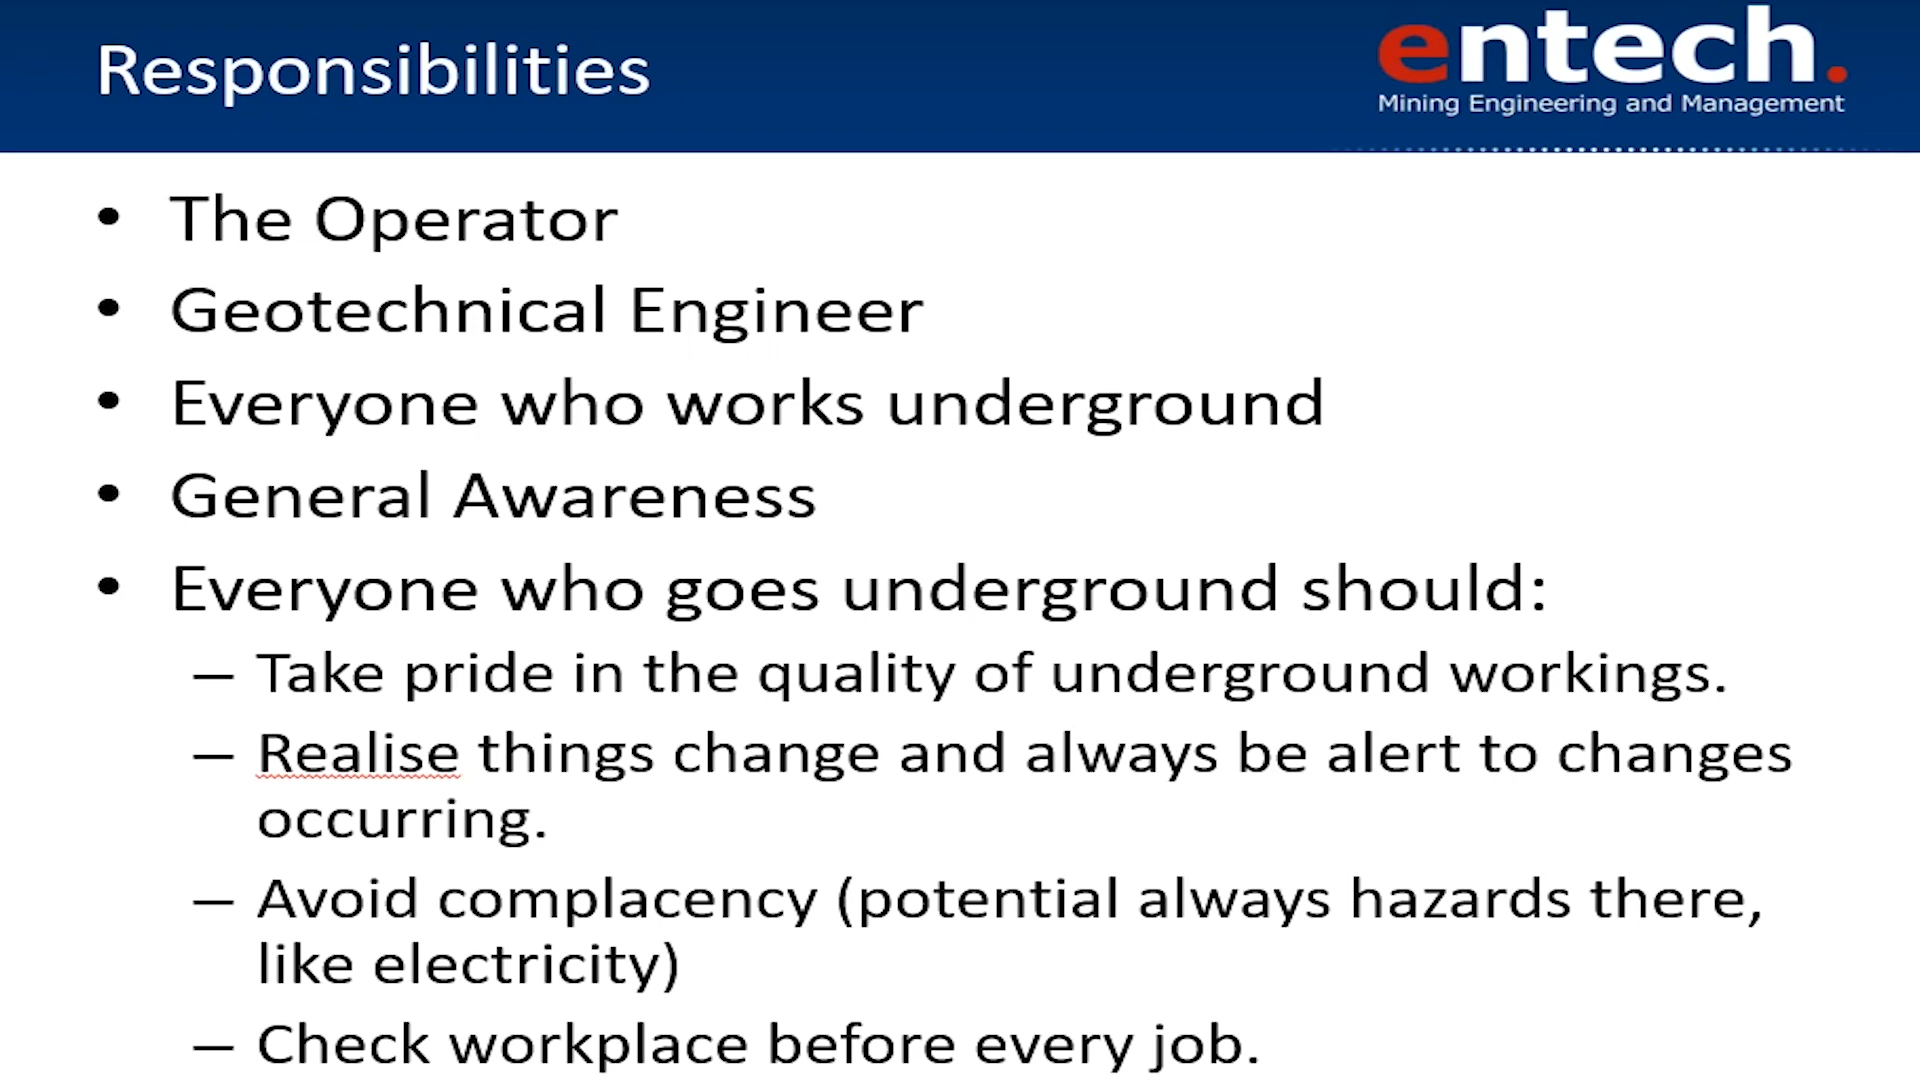 Responsibilities
entech.
Mining Engineering and Management
• The Operator
• Geotechnical Engineer
• Everyone who works underground
• General Awareness
• Everyone who goes underground should:
– Take pride in the quality of underground workings.
– Realise things change and always be alert to changes
occurring.
– Avoid complacency (potential always hazards there,
like electricity)
– Check workplace before every job.